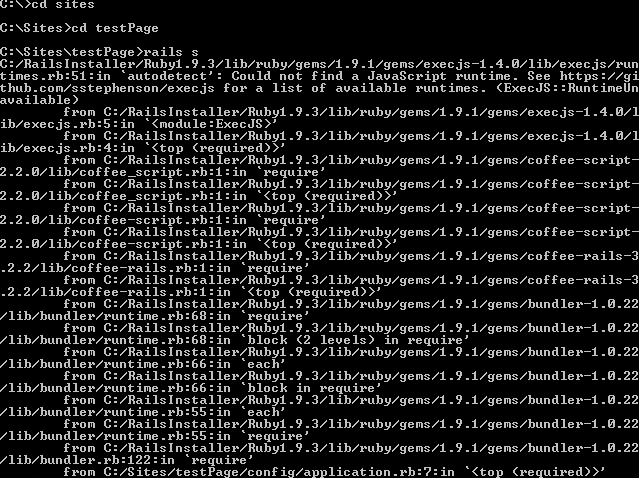 C:\>cd sites
C:\Sites>cd testPage
C:\Sites\testPage>rails s
C:/RailsInstaller/Ruby1.9.3/lib/ruby/gems/1.9.1/gems/execjs-1.4.0/lib/execjs/run
times.rb:51:in `autodetect': Could not find a JavaScript runtime. See https://gi
thub.com/sstephenson/execjs for a list of available runtimes. (ExecJS::RuntimeUn
available)
from C:/RailsInstaller/Ruby1.9.3/lib/ruby/gems/1.9.1/gems/execjs-1.4.0/l
ib/execjs.rb:5:in `<module:ExecJS>'
from C:/RailsInstaller/Ruby1.9.3/lib/ruby/gems/1.9.1/gems/execjs-1.4.0/l
ib/execjs.rb:4:in `<top (required)>'
from C:/RailsInstaller/Ruby1.9.3/lib/ruby/gems/1.9.1/gems/coffee-script-
2.2.0/lib/coffee_script.rb:1:in `require'
from C:/RailsInstaller/Ruby1.9.3/lib/ruby/gems/1.9.1/gems/coffee-script-
2.2.0/lib/coffee_script.rb:1:in `<top (required)>'
from C:/RailsInstaller/Ruby1.9.3/lib/ruby/gems/1.9.1/gems/coffee-script-
2.2.0/lib/coffee-script.rb:1:in `require'
from C:/RailsInstaller/Ruby1.9.3/lib/ruby/gems/1.9.1/gems/coffee-script-
2.2.0/lib/coffee-script.rb:1:in `<top (required)>'
from C:/RailsInstaller/Ruby1.9.3/lib/ruby/gems/1.9.1/gems/coffee-rails-3
.2.2/lib/coffee-rails.rb:1:in `require'
from C:/RailsInstaller/Ruby1.9.3/lib/ruby/gems/1.9.1/gems/coffee-rails-3
.2.2/lib/coffee-rails.rb:1:in `<top (required)>'
from C:/RailsInstaller/Ruby1.9.3/lib/ruby/gems/1.9.1/gems/bundler-1.0.22
/lib/bundler/runtime.rb:68:in `require'
from C:/RailsInstaller/Ruby1.9.3/lib/ruby/gems/1.9.1/gems/bundler-1.0.22
/lib/bundler/runtime.rb:68:in `block (2 levels) in require'
from C:/RailsInstaller/Ruby1.9.3/lib/ruby/gems/1.9.1/gems/bundler-1.0.22
/lib/bundler/runtime.rb:66:in `each'
from C:/RailsInstaller/Ruby1.9.3/lib/ruby/gems/1.9.1/gems/bundler-1.0.22
/lib/bundler/runtime.rb:66:in `block in require'
from C:/RailsInstaller/Ruby1.9.3/lib/ruby/gems/1.9.1/gems/bundler-1.0.22
/lib/bundler/runtime.rb:55:in `each'
from C:/RailsInstaller/Ruby1.9.3/lib/ruby/gems/1.9.1/gems/bundler-1.0.22
/lib/bundler/runtime.rb:55:in `require'
from C:/RailsInstaller/Ruby1.9.3/lib/ruby/gems/1.9.1/gems/bundler-1.0.22
/lib/bundler.rb:122:in `require'
from C:/Sites/testPage/config/application.rb:7:in `<top (required)>'